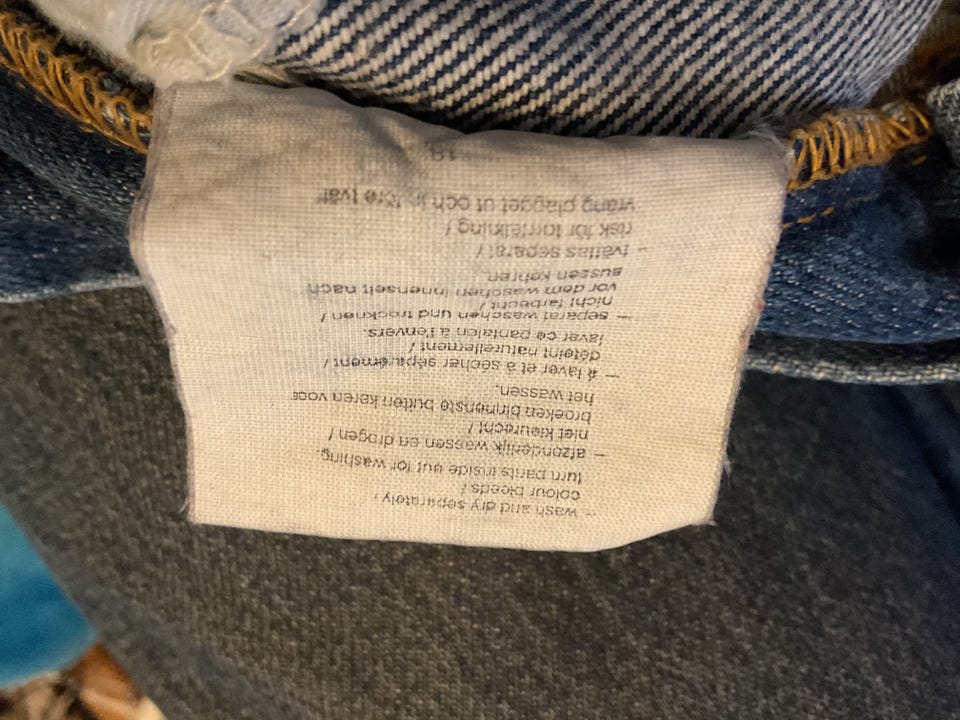 – wash and dry separately /
colour bleeds /
turn pants inside out for washing.
– afzonderlijk wassen en drogen /
niet kleurecht /
broeken binnenste buiten keren voor
het wassen.
– à laver et à sécher séparément /
déteint naturellement /
laver ce pantalon à l'envers.
– separat waschen und trocknen /
nicht farbecht /
vor dem waschen innenseit nach
aussen kehren.
– tvättas separat /
risk för torrfelning /
vräng plagget ut och in före tvätt
18